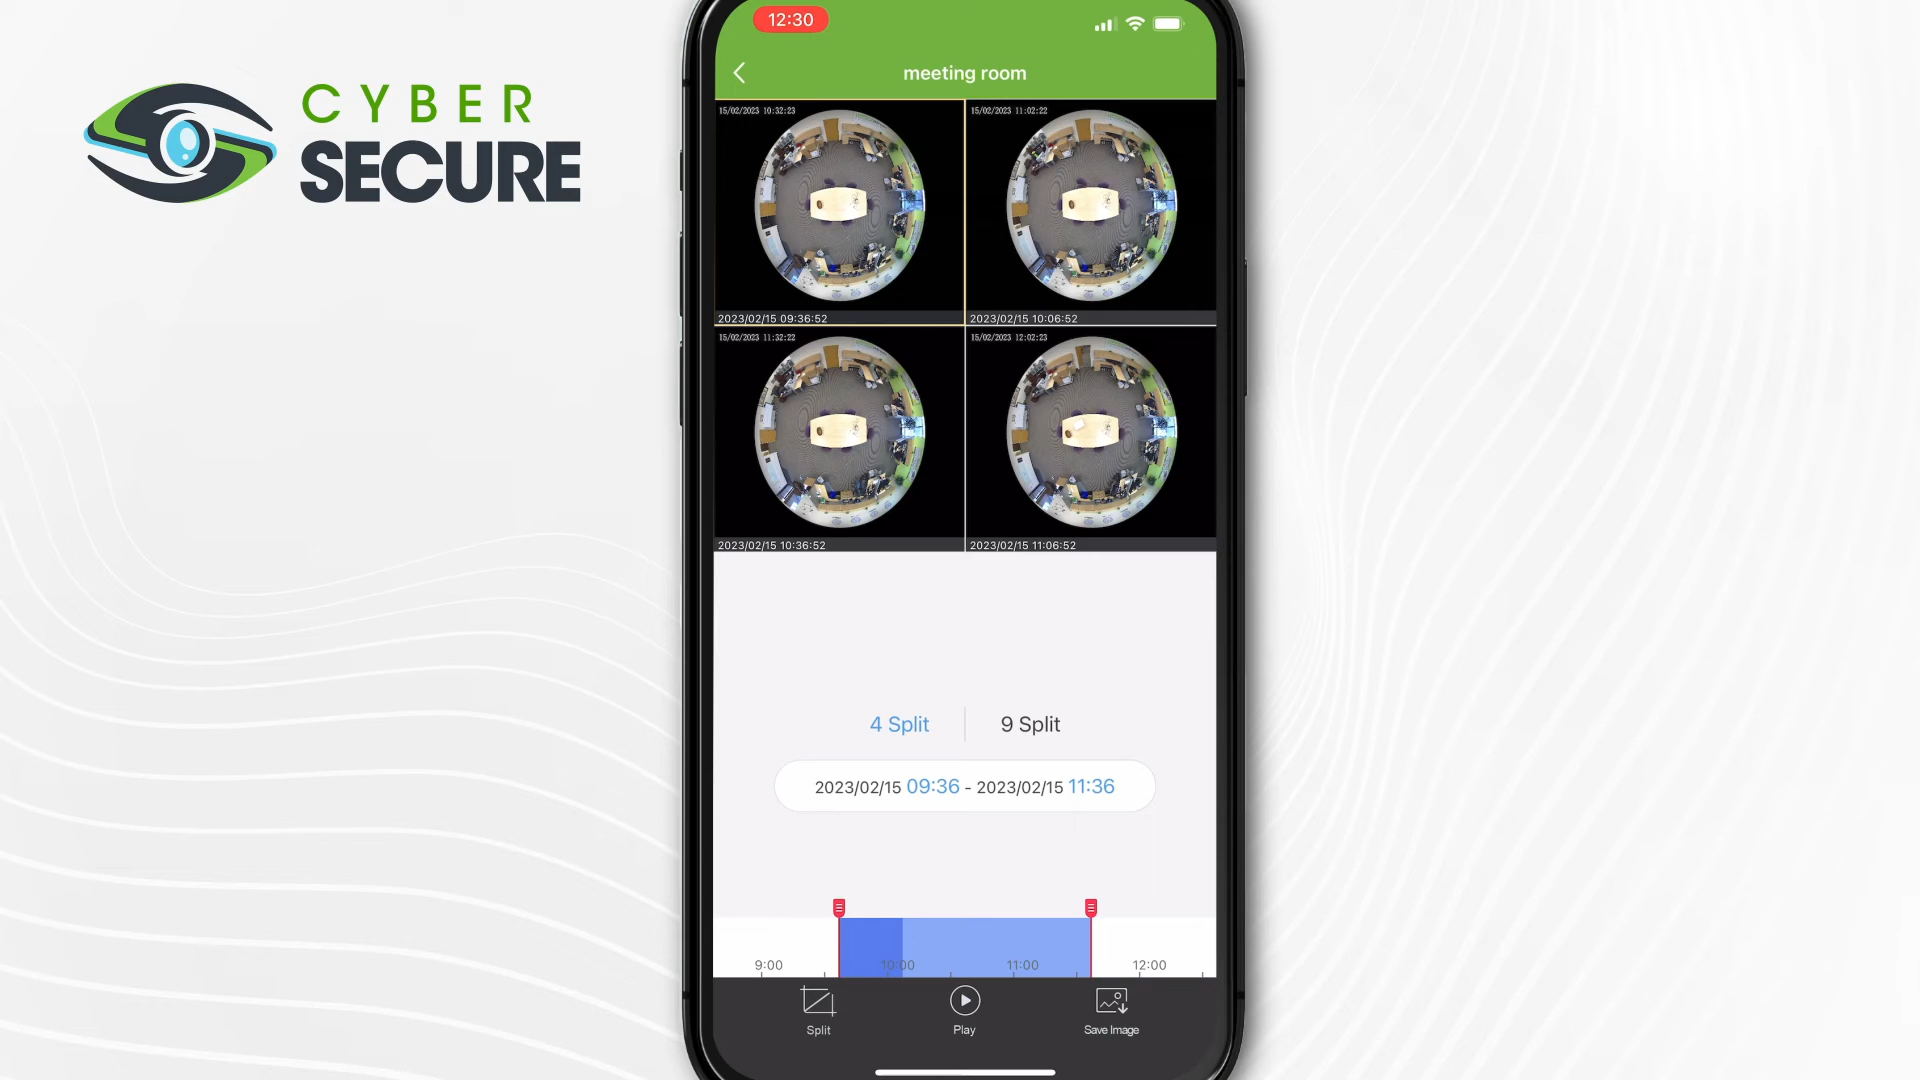 CYBER
SECURE
12:30
meeting room
15/02/2023 10:32:23
15/02/2023 11:02:22
2023/02/15 09:36:52
2023/02/15 10:06:52
15/02/2023 11:32:22
15/02/2023 12:02:23
2023/02/15 10:36:52
2023/02/15 11:06:52
4 Split
9 Split
2023/02/15 09:36 - 2023/02/15 11:36
9:00
10:00
11:00
12:00
Split
Play
Save Image